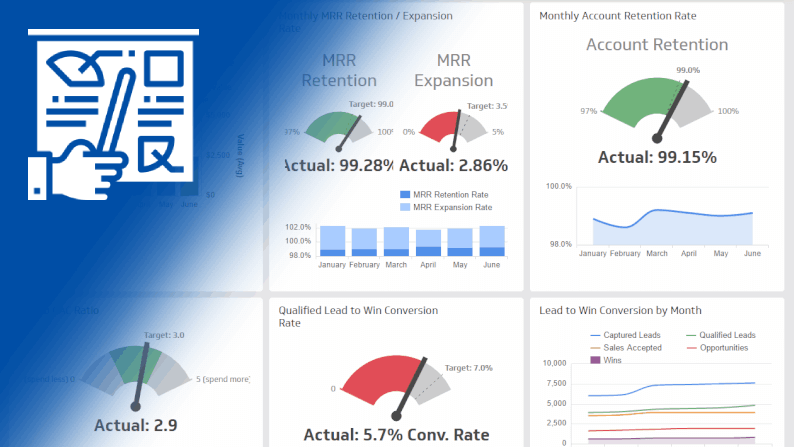 Monthly MRR Retention / Expansion
Rate
MRR
Retention
Target: 99.0
97%
100%
Actual: 99.28%
MRR
Expansion
Target: 3.5
0%
5%
Actual: 2.86%
MRR Retention Rate
MRR Expansion Rate
102.0%
100.0%
98.0%
January February March April May June
Monthly Account Retention Rate
Account Retention
99.0%
97%
100%
Actual: 99.15%
100.0%
98.0%
January February March April May June
Value (Avg)
$2,500
$0
May June
Ratio
Target: 3.0
(spend less) 0
5 (spend more)
Actual: 2.9
Qualified Lead to Win Conversion
Rate
Target: 7.0%
0
Actual: 5.7% Conv. Rate
Lead to Win Conversion by Month
Captured Leads
Qualified Leads
Sales Accepted
Opportunities
Wins
10,000
7,500
5,000
2,500
0